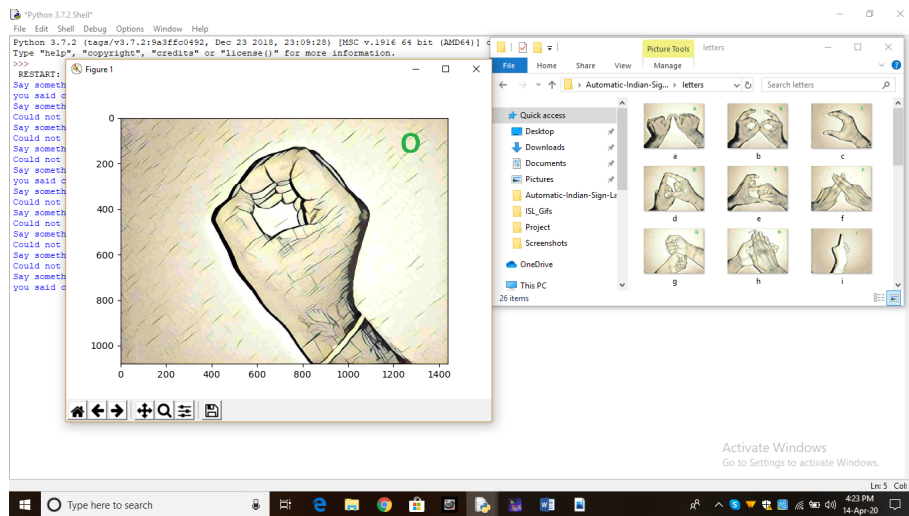 *Python 3.7.2 Shell*
File Edit Shell Debug Options Window Help
Python 3.7.2 (tags/v3.7.2:9a3ffc0492, Dec 23 2018, 23:09:28) [MSC v.1916 64 bit (AMD64)]
Type "help", "copyright", "credits" or "license()" for more information.
>>>
RESTART:
Say someth
you said c
Say someth
Could not
Say someth
Could not
Say someth
Could not
Say someth
you said c
Say someth
Could not
Say someth
Could not
Say someth
Could not
Say someth
Could not
Say someth
you said c
Figure 1
0
200
400
600
800
1000
0 200 400 600 800 1000 1200 1400
O
Picture Tools letters
File Home Share View Manage
Automatic-Indian-Sig... > letters
Search letters
Quick access
Desktop
Downloads
Documents
Pictures
Automatic-Indian-Sign-La
ISL_Gifs
Project
Screenshots
OneDrive
This PC
26 items
a b c
d e f
g h i
Activate Windows
Go to Settings to activate Windows.
Ln: 5 Col:
Type here to search
4:23 PM
14-Apr-20